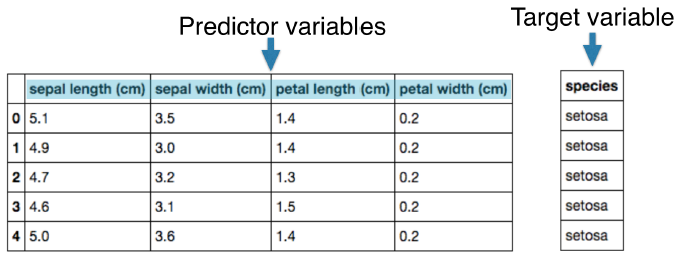 Predictor variables
Target variable
sepal length (cm) sepal width (cm) petal length (cm) petal width (cm)
species
0 5.1 3.5 1.4 0.2 setosa
1 4.9 3.0 1.4 0.2 setosa
2 4.7 3.2 1.3 0.2 setosa
3 4.6 3.1 1.5 0.2 setosa
4 5.0 3.6 1.4 0.2 setosa